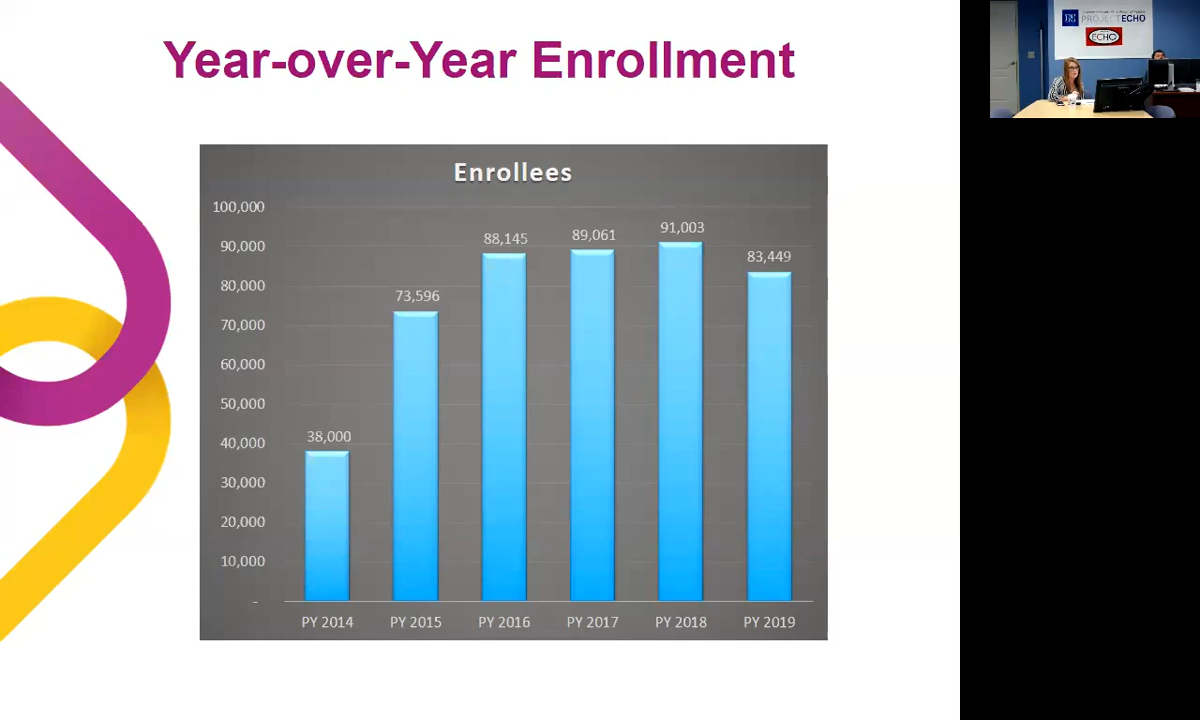 Year-over-Year Enrollment
Enrollees
100,000
90,000
80,000
70,000
60,000
50,000
40,000
30,000
20,000
10,000
-
38,000
73,596
88,145
89,061
91,003
83,449
PY 2014
PY 2015
PY 2016
PY 2017
PY 2018
PY 2019
PROJECT ECHO
ECHO